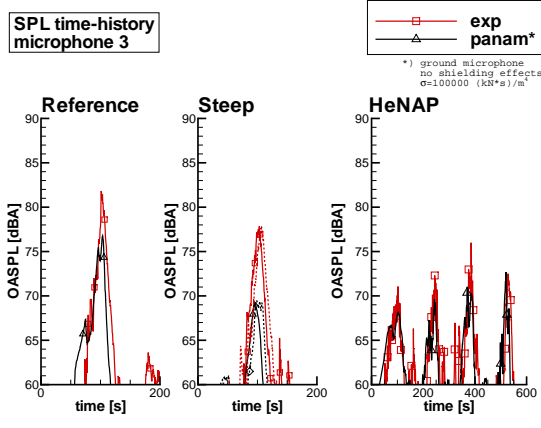 SPL time-history
microphone 3
exp
panam*
*) ground microphone
no shielding effects
σ=100000 (kN*s)/m⁴
Reference
Steep
HeNAP
OASPL [dBA]
90
85
80
75
70
65
60
0
100
200
time [s]
OASPL [dBA]
90
85
80
75
70
65
60
0
100
200
time [s]
OASPL [dBA]
90
85
80
75
70
65
60
0
200
400
600
time [s]